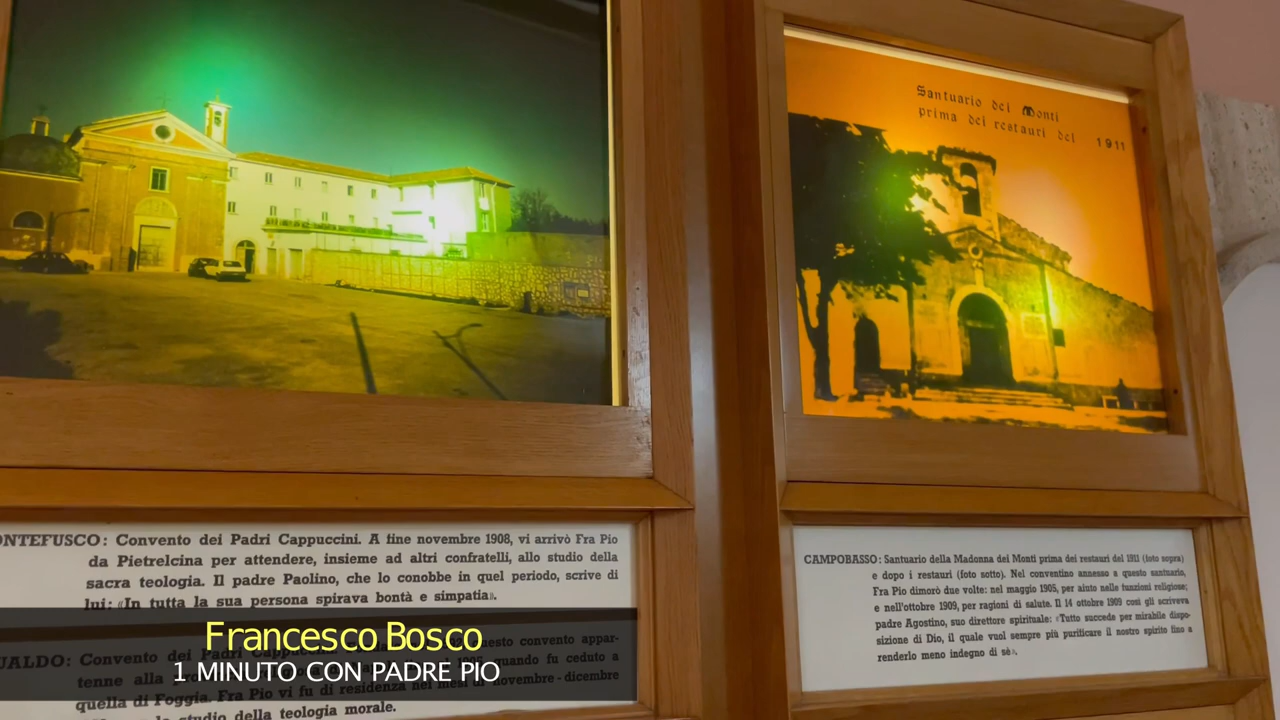 Santuario dei Monti
prima dei restauri del 1911
ONTEFUSCO: Convento dei Padri Cappuccini. A fine novembre 1908, vi arrivò Fra Pio
da Pietrelcina per attendere, insieme ad altri confratelli, allo studio della
sacra teologia. Il padre Paolino, che lo conobbe in quel periodo, scrive di
lui: «In tutta la sua persona spirava bontà e simpatia».
UALDO: Convento dei Padri esto convento appar-
tenne alla quando fu ceduto a
quella di Foggia. Fra Pio vi fu di residenza nei mesi di novembre-dicembre
studio della teologia morale.
Francesco Bosco
1 MINUTO CON PADRE PIO
CAMPOBASSO: Santuario della Madonna dei Monti prima dei restauri del 1911 (foto sopra)
e dopo i restauri (foto sotto). Nel conventino annesso a questo santuario,
Fra Pio dimorò due volte: nel maggio 1905, per aiuto nelle funzioni religiose;
e nell'ottobre 1909, per ragioni di salute. Il 14 ottobre 1909 così gli scriveva
padre Agostino, suo direttore spirituale: «Tutto succede per mirabile dispo-
sizione di Dio, il quale vuol sempre più purificare il nostro spirito fino a
renderlo meno indegno di sè».